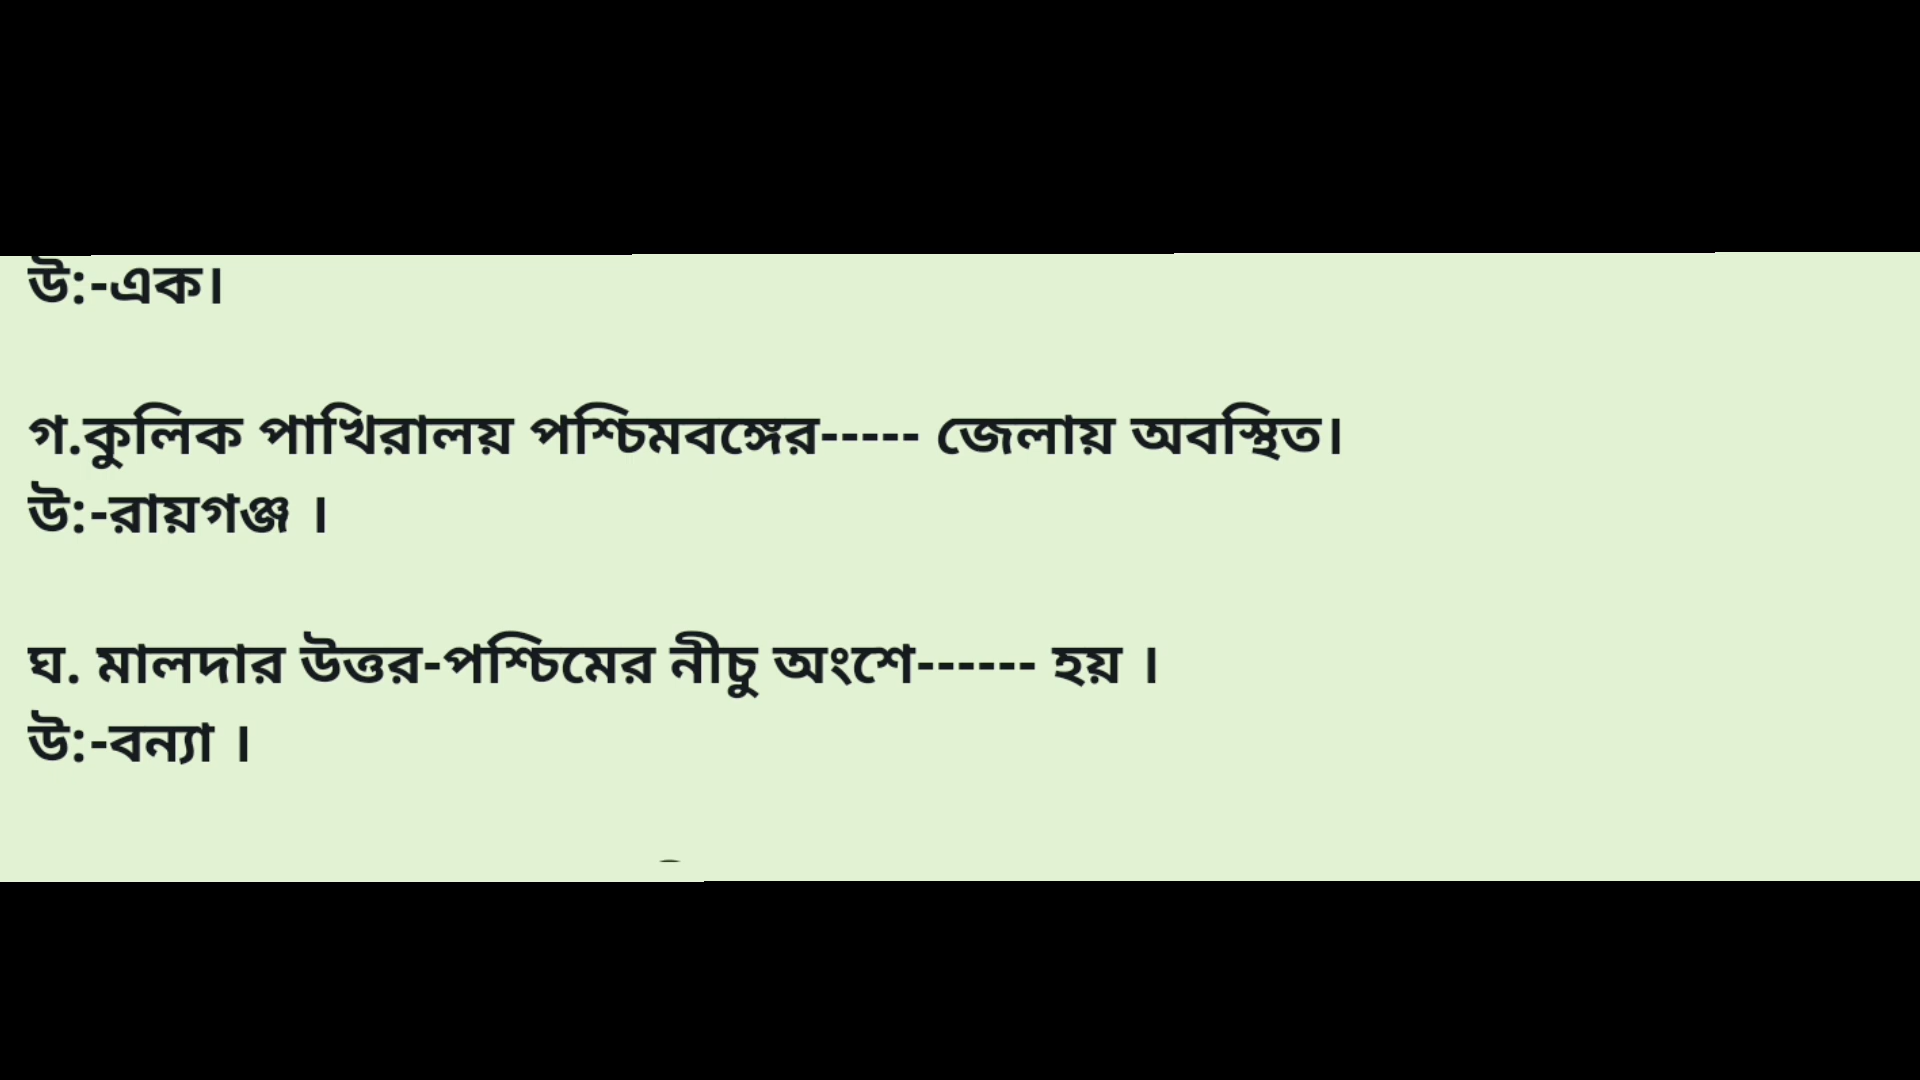 উ:-এক।
গ.কুলিক পাখিরালয় পশ্চিমবঙ্গের----- জেলায় অবস্থিত।
উ:-রায়গঞ্জ ।
ঘ. মালদার উত্তর-পশ্চিমের নীচু অংশে------ হয় ।
উ:-বন্যা ।